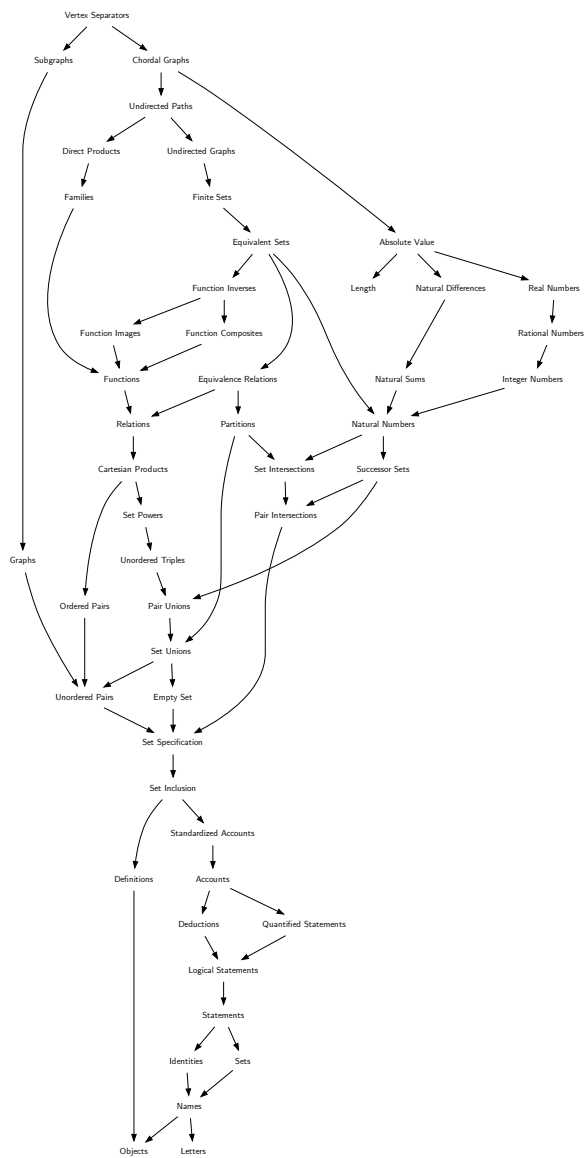 Vertex Separators
Subgraphs
Chordal Graphs
Undirected Paths
Direct Products
Undirected Graphs
Families
Finite Sets
Equivalent Sets
Absolute Value
Function Inverses
Length
Natural Differences
Real Numbers
Function Images
Function Composites
Rational Numbers
Functions
Equivalence Relations
Natural Sums
Integer Numbers
Relations
Partitions
Natural Numbers
Cartesian Products
Set Intersections
Successor Sets
Set Powers
Pair Intersections
Graphs
Unordered Triples
Ordered Pairs
Pair Unions
Set Unions
Unordered Pairs
Empty Set
Set Specification
Set Inclusion
Standardized Accounts
Definitions
Accounts
Deductions
Quantified Statements
Logical Statements
Statements
Identities
Sets
Names
Objects
Letters